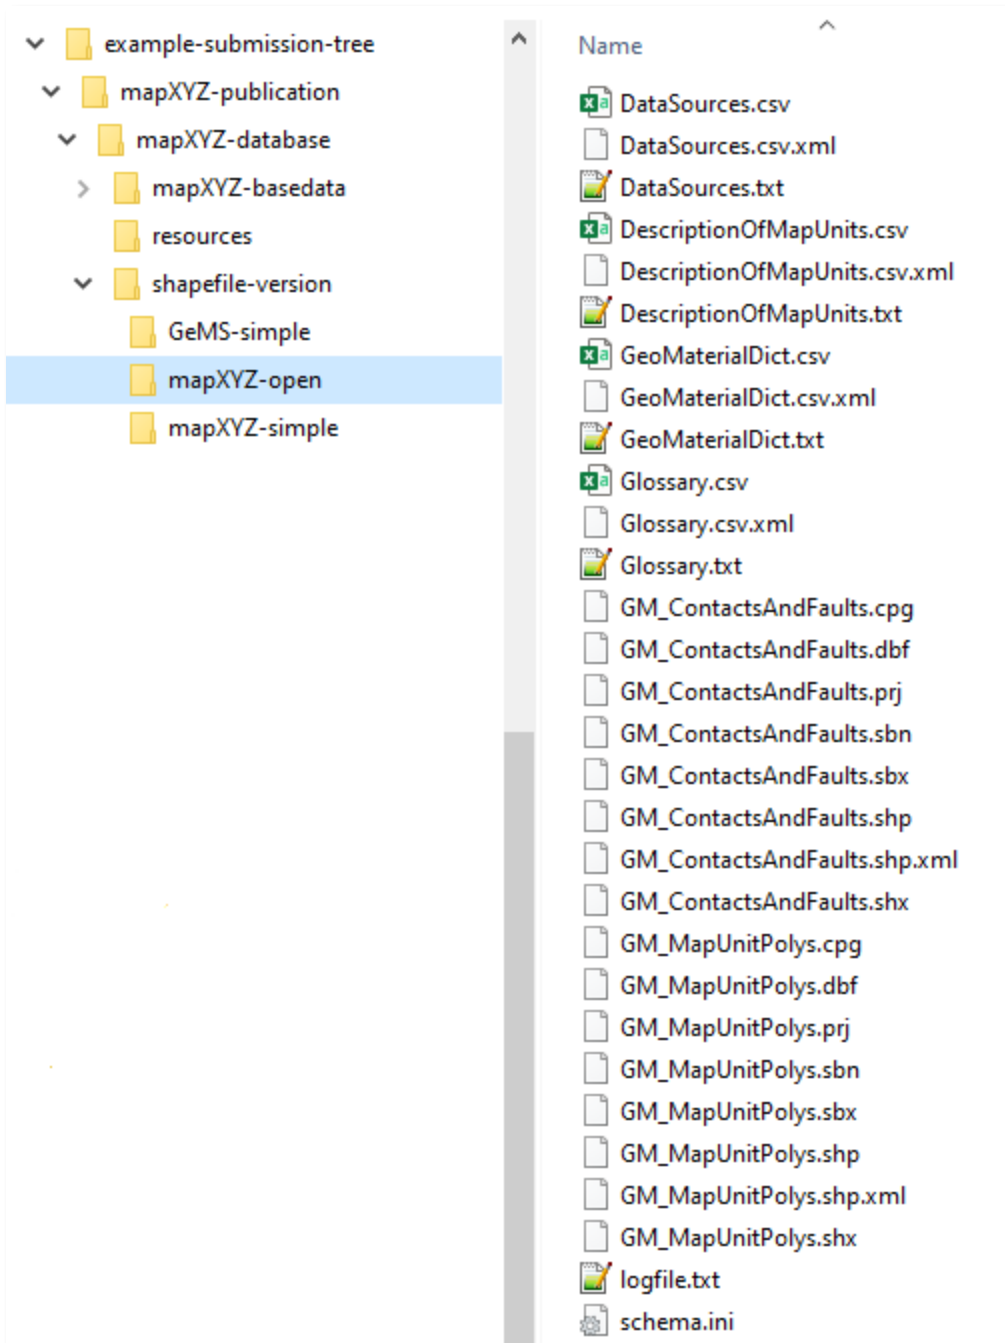 example-submission-tree
mapXYZ-publication
mapXYZ-database
mapXYZ-basedata
resources
shapefile-version
GeMS-simple
mapXYZ-open
mapXYZ-simple
Name
DataSources.csv
DataSources.csv.xml
DataSources.txt
DescriptionOfMapUnits.csv
DescriptionOfMapUnits.csv.xml
DescriptionOfMapUnits.txt
GeoMaterialDict.csv
GeoMaterialDict.csv.xml
GeoMaterialDict.txt
Glossary.csv
Glossary.csv.xml
Glossary.txt
GM_ContactsAndFaults.cpg
GM_ContactsAndFaults.dbf
GM_ContactsAndFaults.prj
GM_ContactsAndFaults.sbn
GM_ContactsAndFaults.sbx
GM_ContactsAndFaults.shp
GM_ContactsAndFaults.shp.xml
GM_ContactsAndFaults.shx
GM_MapUnitPolys.cpg
GM_MapUnitPolys.dbf
GM_MapUnitPolys.prj
GM_MapUnitPolys.sbn
GM_MapUnitPolys.sbx
GM_MapUnitPolys.shp
GM_MapUnitPolys.shp.xml
GM_MapUnitPolys.shx
logfile.txt
schema.ini